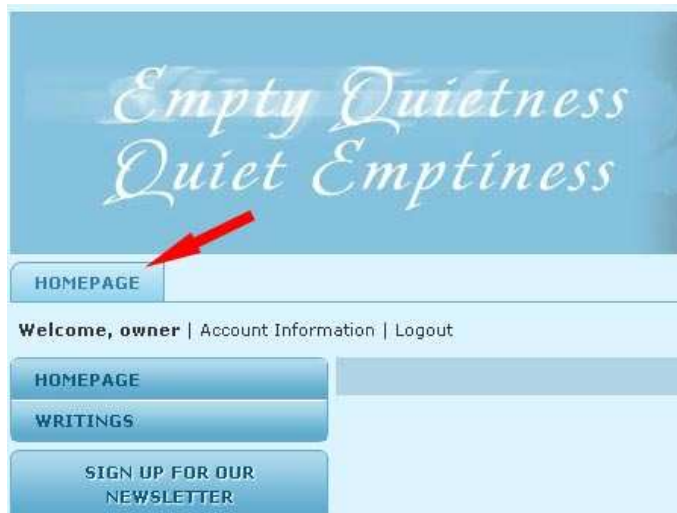 Empty Quietness
Quiet Emptiness
HOMEPAGE
Welcome, owner | Account Information | Logout
HOMEPAGE
WRITINGS
SIGN UP FOR OUR
NEWSLETTER